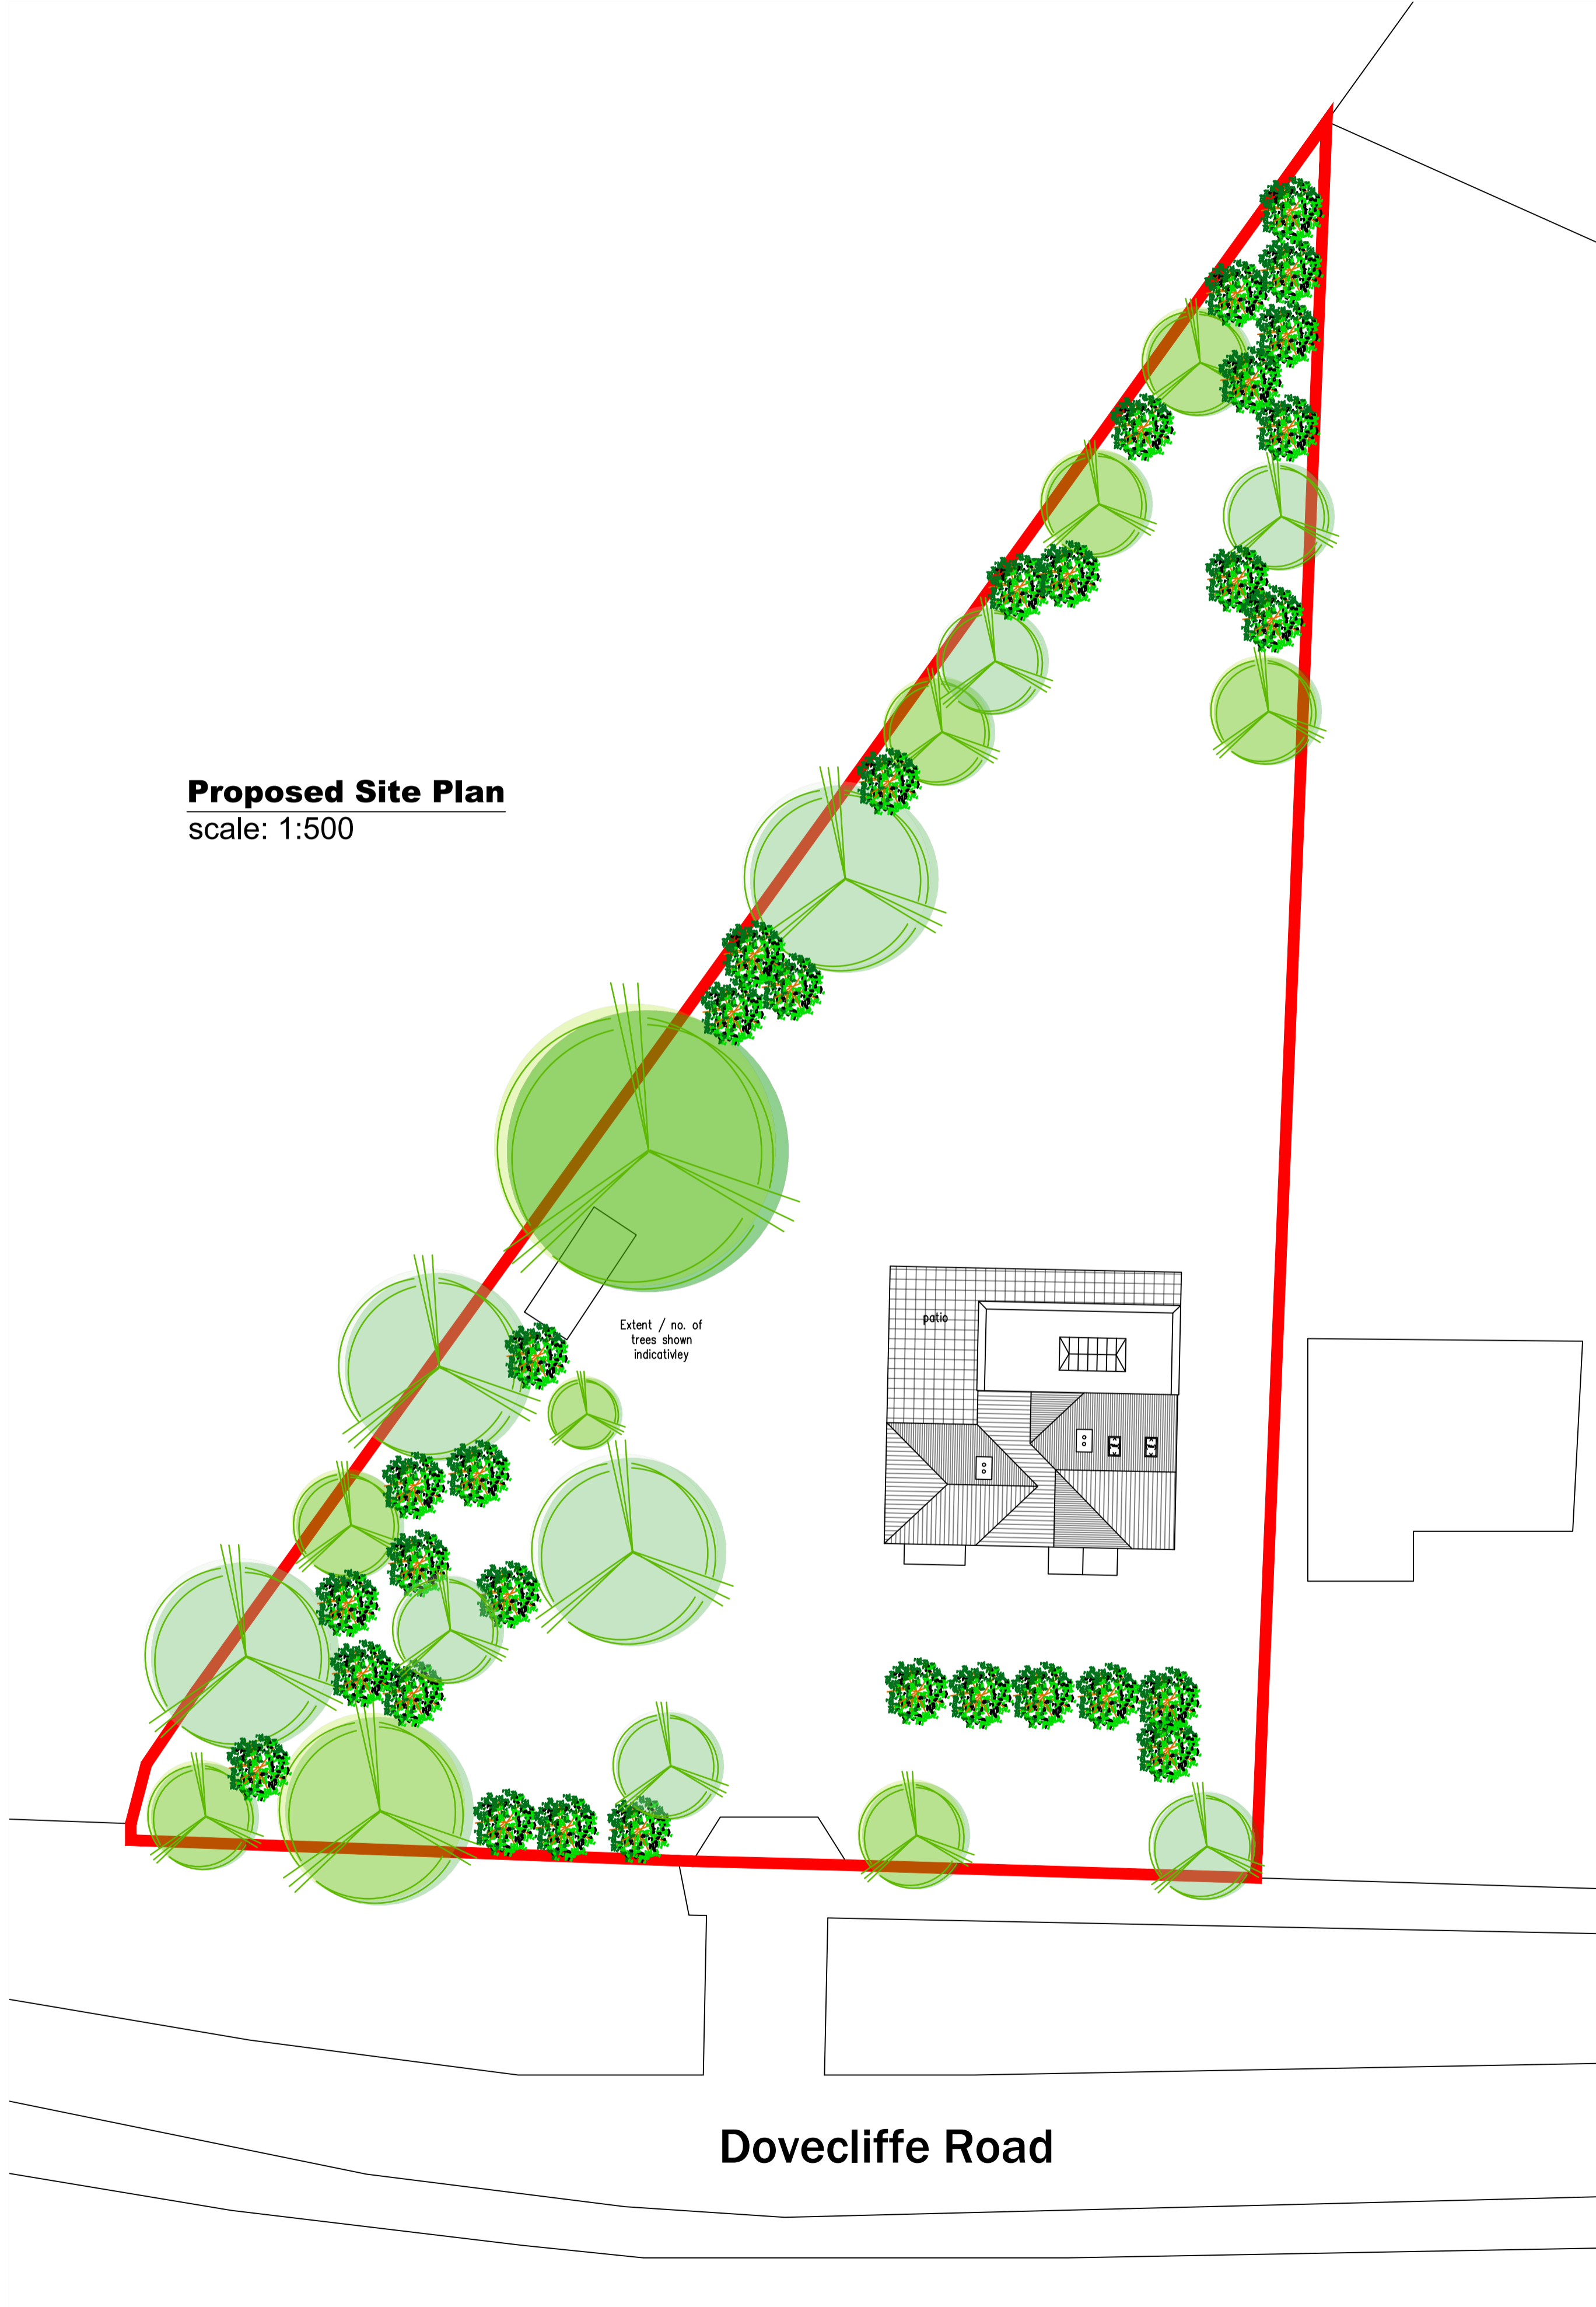 Proposed Site Plan
scale: 1:500
patio
Extent / no. of
trees shown
indicativley
Dovecliffe Road